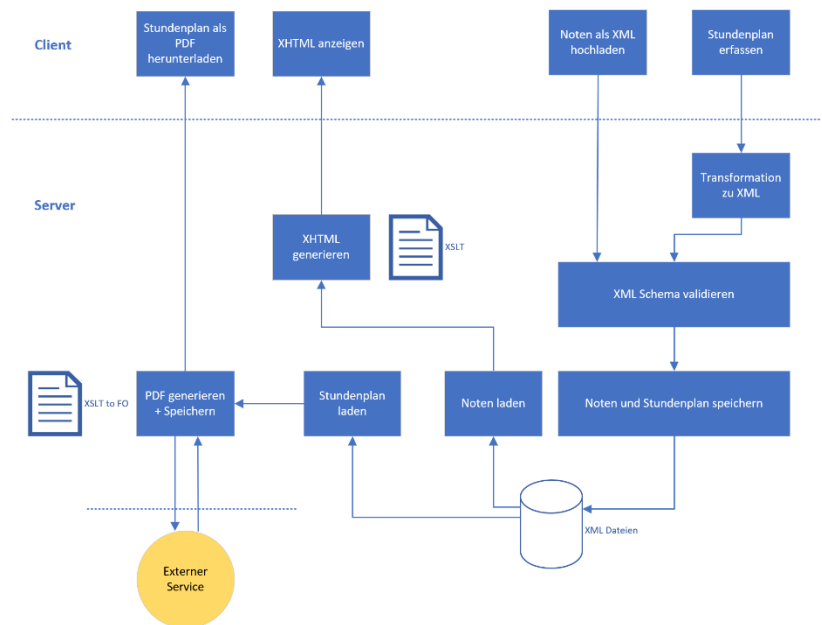 Client
Stundenplan als
PDF
herunterladen
XHTML anzeigen
Noten als XML
hochladen
Stundenplan
erfassen
Server
Transformation
zu XML
XHTML
generieren
XSLT
XML Schema validieren
XSLT to FO
PDF generieren
+ Speichern
Stundenplan
laden
Noten laden
Noten und Stundenplan speichern
XML Dateien
Externer
Service